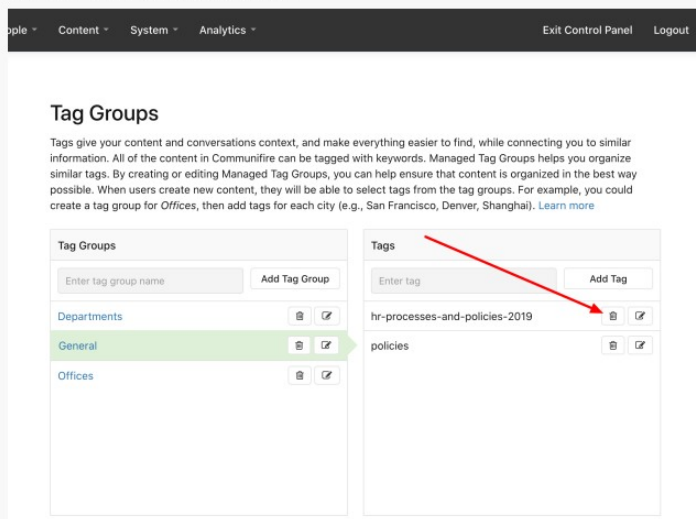 ople Content System Analytics Exit Control Panel Logout
Tag Groups
Tags give your content and conversations context, and make everything easier to find, while connecting you to similar
information. All of the content in Communifire can be tagged with keywords. Managed Tag Groups helps you organize
similar tags. By creating or editing Managed Tag Groups, you can help ensure that content is organized in the best way
possible. When users create new content, they will be able to select tags from the tag groups. For example, you could
create a tag group for Offices, then add tags for each city (e.g., San Francisco, Denver, Shanghai). Learn more
Tag Groups
Enter tag group name Add Tag Group
Departments
General
Offices
Tags
Enter tag Add Tag
hr-processes-and-policies-2019
policies